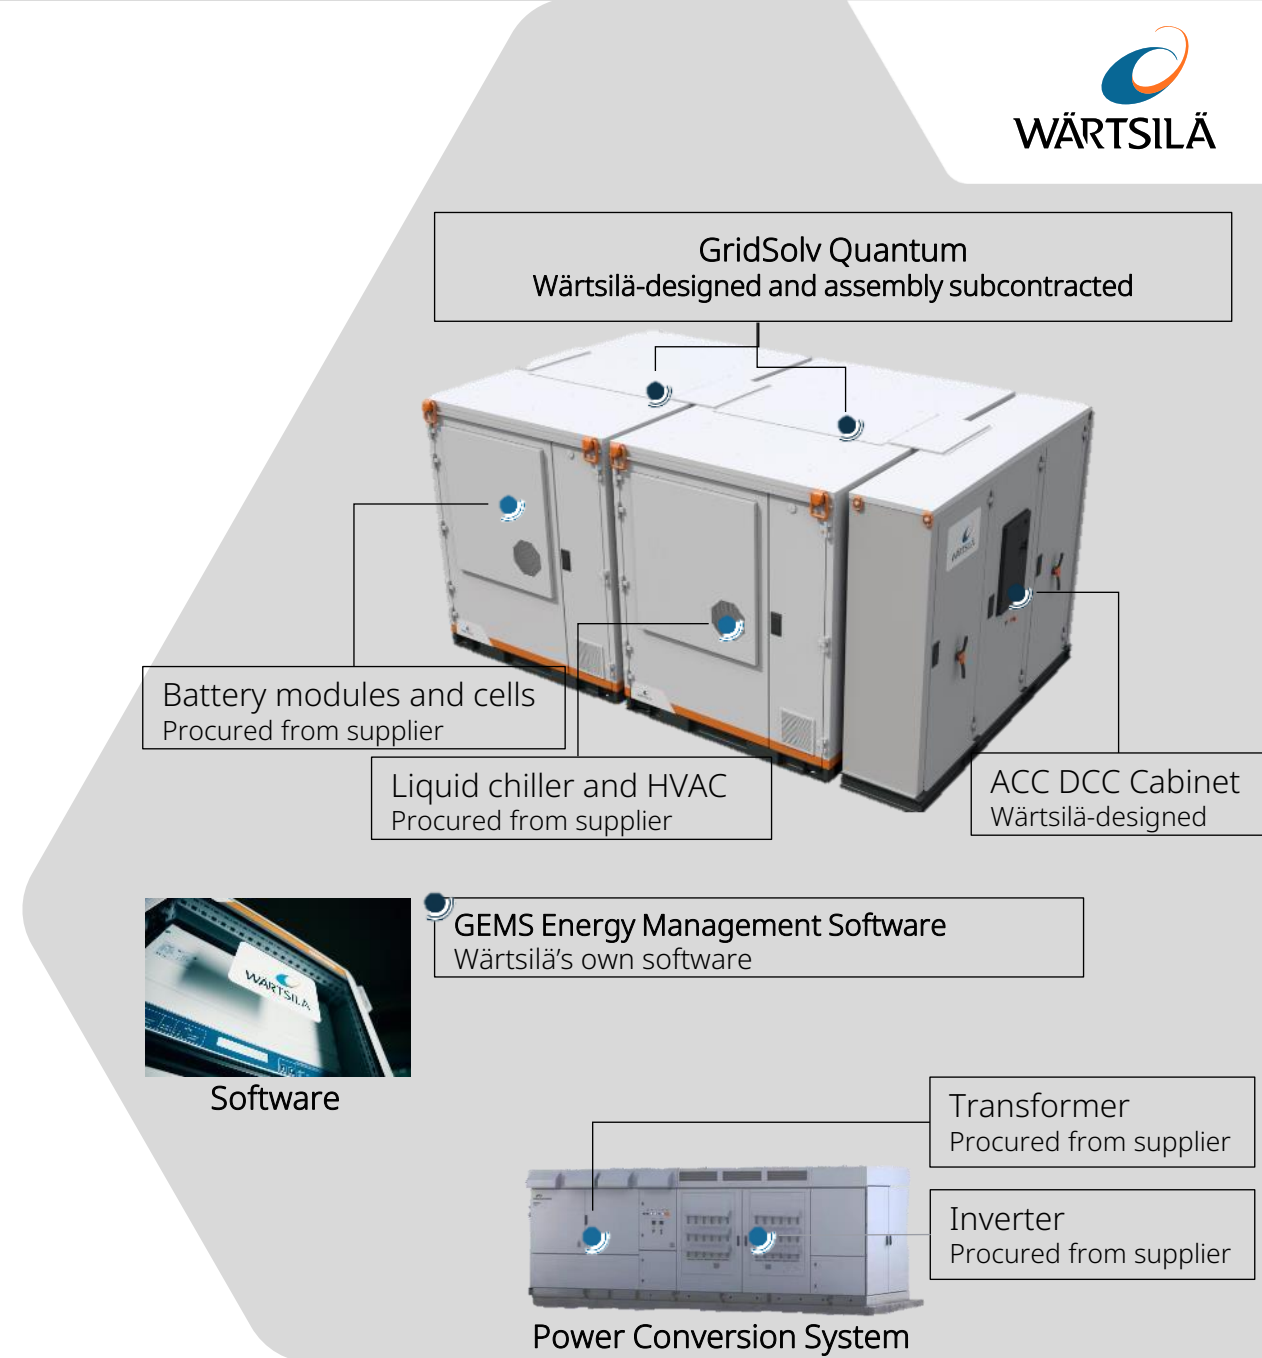 WÄRTSILÄ
GridSolv Quantum
Wärtsilä-designed and assembly subcontracted
WÄRTSILÄ
Battery modules and cells
Procured from supplier
Liquid chiller and HVAC
Procured from supplier
ACC DCC Cabinet
Wärtsilä-designed
GEMS Energy Management Software
Wärtsilä’s own software
WÄRTSILÄ
Software
Transformer
Procured from supplier
Inverter
Procured from supplier
Power Conversion System